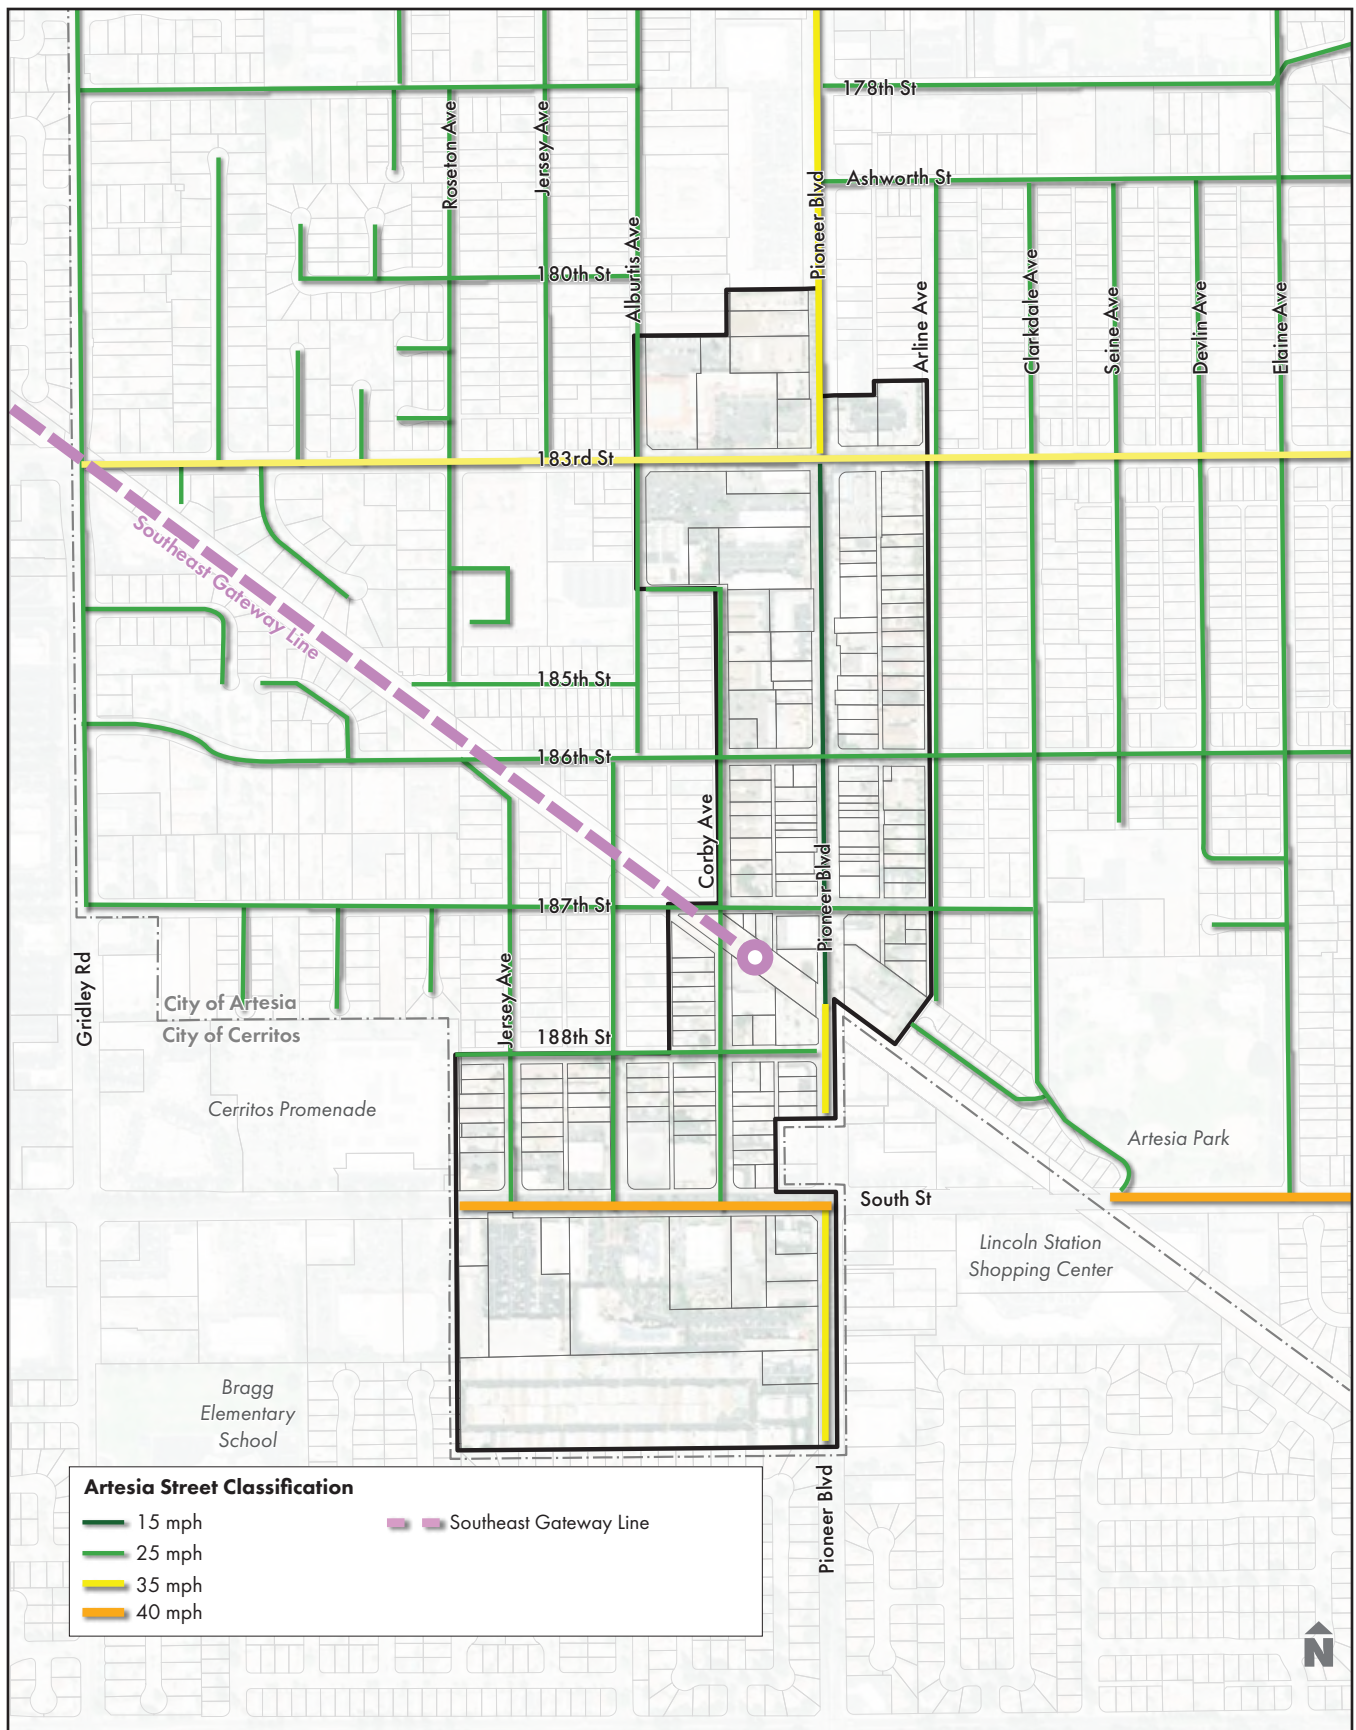 178th St
Ashworth St
Roseton Ave
Jersey Ave
Alburtis Ave
Pioneer Blvd
180th St
Arline Ave
Clarkdale Ave
Seine Ave
Devlin Ave
Elaine Ave
183rd St
Southeast Gateway Line
185th St
186th St
Corby Ave
Pioneer Blvd
187th St
Gridley Rd
Jersey Ave
City of Artesia
City of Cerritos
188th St
Cerritos Promenade
Artesia Park
South St
Lincoln Station
Shopping Center
Bragg
Elementary
School
Pioneer Blvd
Artesia Street Classification
15 mph
Southeast Gateway Line
25 mph
35 mph
40 mph
N